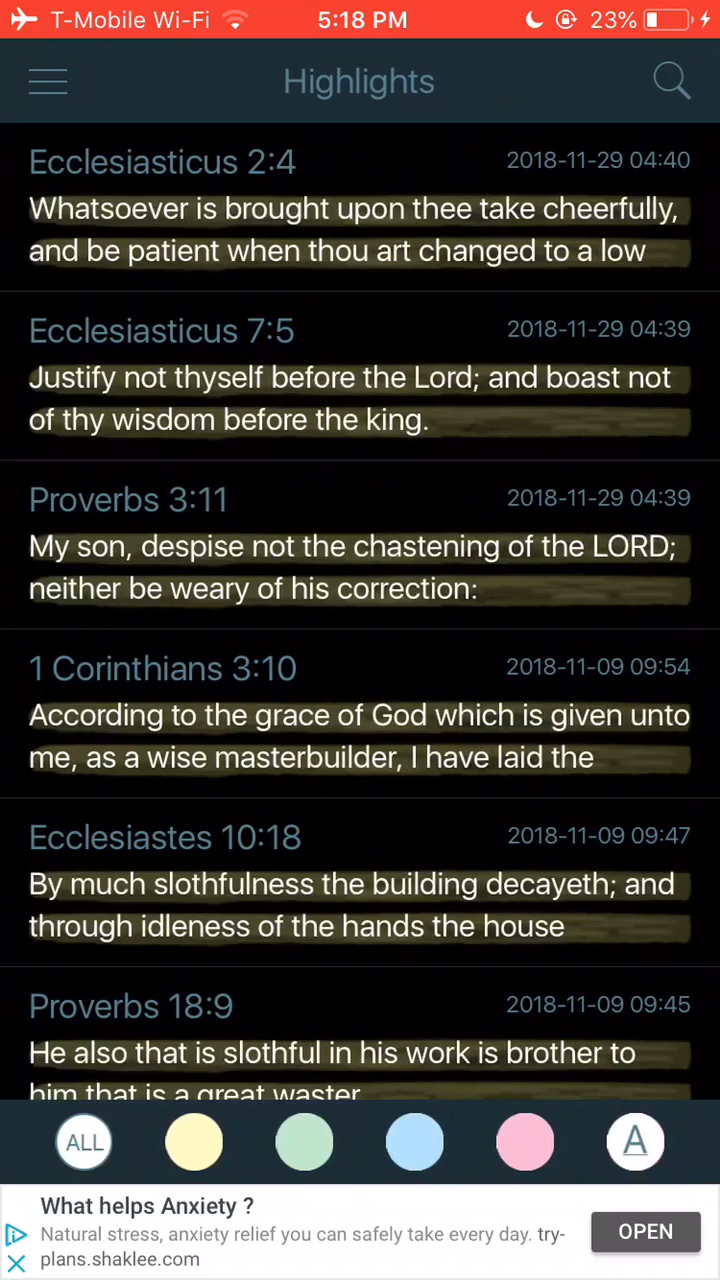 T-Mobile Wi-Fi 5:18 PM 23%
Highlights
Ecclesiasticus 2:4 2018-11-29 04:40
Whatsoever is brought upon thee take cheerfully,
and be patient when thou art changed to a low
Ecclesiasticus 7:5 2018-11-29 04:39
Justify not thyself before the Lord; and boast not
of thy wisdom before the king.
Proverbs 3:11 2018-11-29 04:39
My son, despise not the chastening of the LORD;
neither be weary of his correction:
1 Corinthians 3:10 2018-11-09 09:54
According to the grace of God which is given unto
me, as a wise masterbuilder, I have laid the
Ecclesiastes 10:18 2018-11-09 09:47
By much slothfulness the building decayeth; and
through idleness of the hands the house
Proverbs 18:9 2018-11-09 09:45
He also that is slothful in his work is brother to
him that is a great waster
ALL A
What helps Anxiety ?
Natural stress, anxiety relief you can safely take every day. try-
plans.shaklee.com
OPEN